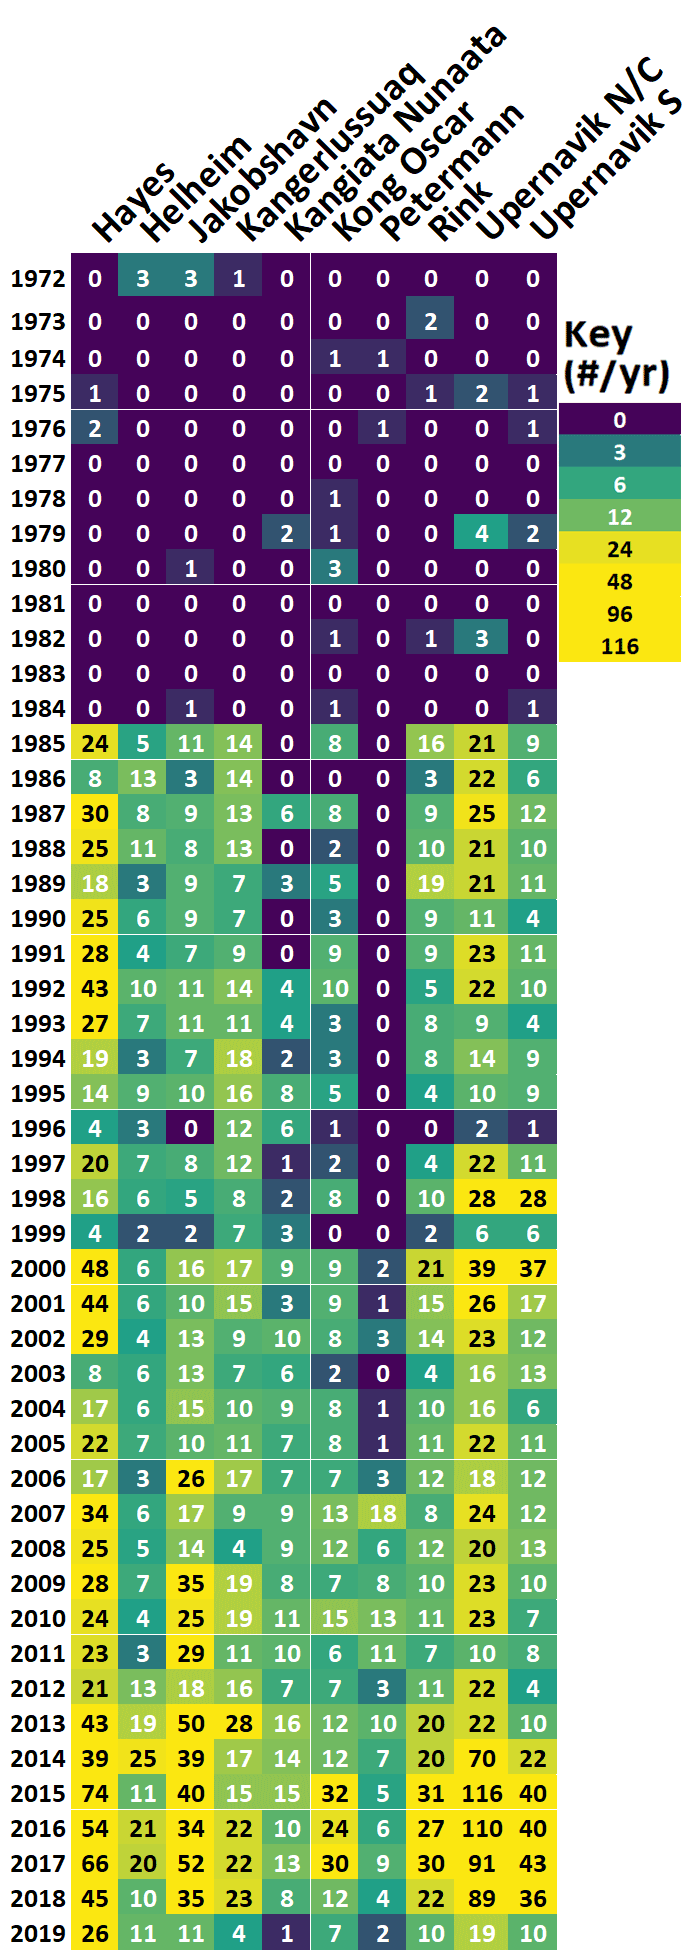 Hayes
Helheim
Jakobshavn
Kangerlussuaq
Kangiata Nunaata
Kong Oscar
Petermann
Rink
Upernavik N/C
Upernavik S
1972 0 3 3 1 0 0 0 0 0 0
1973 0 0 0 0 0 0 0 2 0 0
1974 0 0 0 0 0 1 1 0 0 0
1975 1 0 0 0 0 0 0 1 2 1
1976 2 0 0 0 0 0 1 0 0 1
1977 0 0 0 0 0 0 0 0 0 0
1978 0 0 0 0 0 1 0 0 0 0
1979 0 0 0 0 2 1 0 0 4 2
1980 0 0 1 0 0 3 0 0 0 0
1981 0 0 0 0 0 0 0 0 0 0
1982 0 0 0 0 0 1 0 1 3 0
1983 0 0 0 0 0 0 0 0 0 0
1984 0 0 1 0 0 1 0 0 0 1
1985 24 5 11 14 0 8 0 16 21 9
1986 8 13 3 14 0 0 0 3 22 6
1987 30 8 9 13 6 8 0 9 25 12
1988 25 11 8 13 0 2 0 10 21 10
1989 18 3 9 7 3 5 0 19 21 11
1990 25 6 9 7 0 3 0 9 11 4
1991 28 4 7 9 0 9 0 9 23 11
1992 43 10 11 14 4 10 0 5 22 10
1993 27 7 11 11 4 3 0 8 9 4
1994 19 3 7 18 2 3 0 8 14 9
1995 14 9 10 16 8 5 0 4 10 9
1996 4 3 0 12 6 1 0 0 2 1
1997 20 7 8 12 1 2 0 4 22 11
1998 16 6 5 8 2 8 0 10 28 28
1999 4 2 2 7 3 0 0 2 6 6
2000 48 6 16 17 9 9 2 21 39 37
2001 44 6 10 15 3 9 1 15 26 17
2002 29 4 13 9 10 8 3 14 23 12
2003 8 6 13 7 6 2 0 4 16 13
2004 17 6 15 10 9 8 1 10 16 6
2005 22 7 10 11 7 8 1 11 22 11
2006 17 3 26 17 7 7 3 12 18 12
2007 34 6 17 9 9 13 18 8 24 12
2008 25 5 14 4 9 12 6 12 20 13
2009 28 7 35 19 8 7 8 10 23 10
2010 24 4 25 19 11 15 13 11 23 7
2011 23 3 29 11 10 6 11 7 10 8
2012 21 13 18 16 7 7 3 11 22 4
2013 43 19 50 28 16 12 10 20 22 10
2014 39 25 39 17 14 12 7 20 70 22
2015 74 11 40 15 15 32 5 31 116 40
2016 54 21 34 22 10 24 6 27 110 40
2017 66 20 52 22 13 30 9 30 91 43
2018 45 10 35 23 8 12 4 22 89 36
2019 26 11 11 4 1 7 2 10 19 10
Key
(#/yr)
0
3
6
12
24
48
96
116